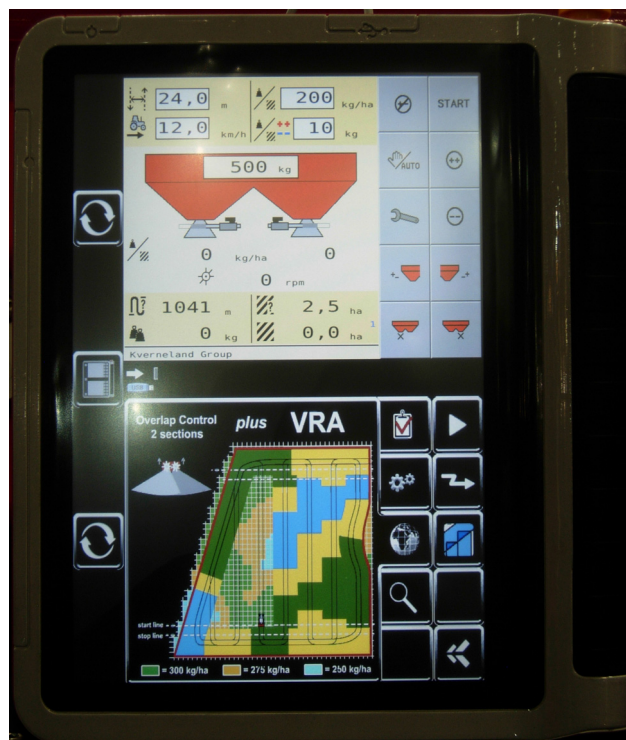 24,0 m 200 kg/ha START
12,0 km/h 10 kg
AUTO
500 kg
0 kg/ha 0
0 rpm
1041 m 2,5 ha
0 kg 0,0 ha 1
Kverneland Group
Overlap Control plus VRA
2 sections
start line
stop line
= 300 kg/ha = 275 kg/ha = 250 kg/ha